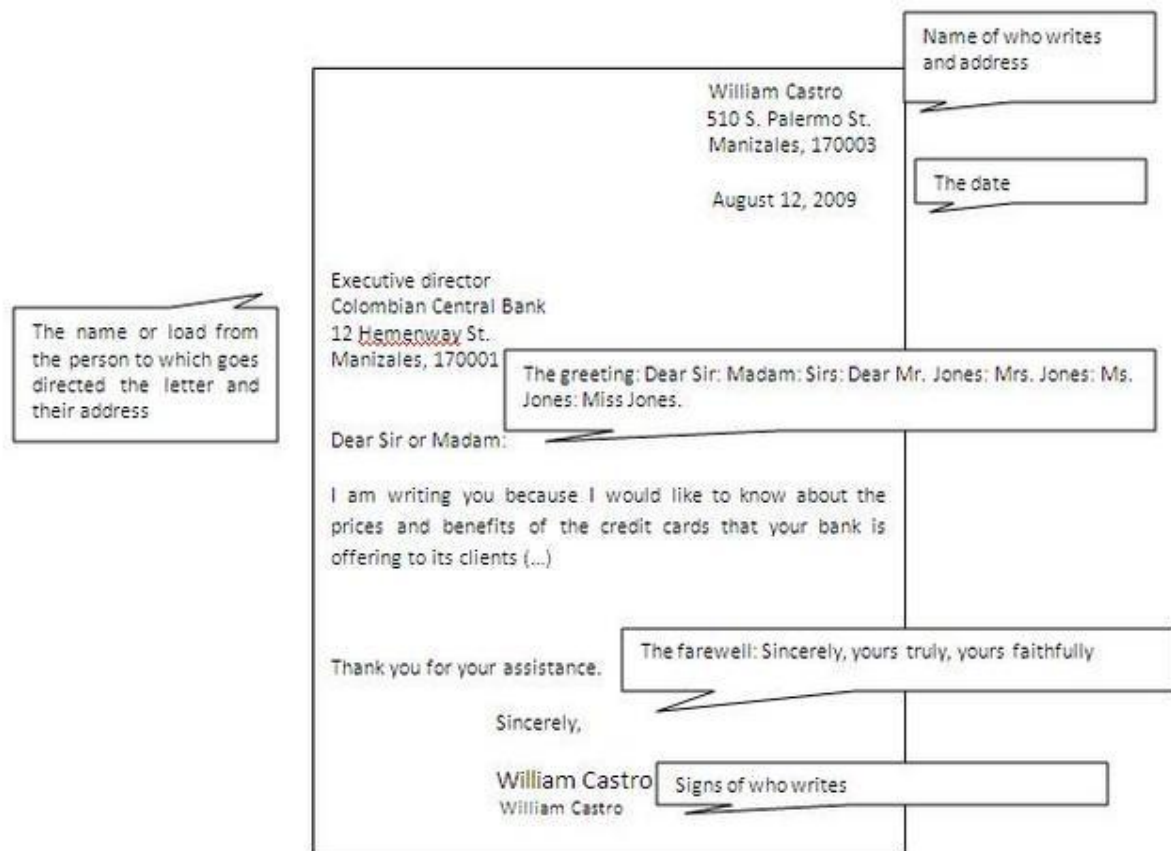 Name of who writes
and address
William Castro
510 S. Palermo St.
Manizales, 170003
The date
August 12, 2009
Executive director
Colombian Central Bank
12 Hemenway St.
Manizales, 170001
The name or load from
the person to which goes
directed the letter and
their address
The greeting: Dear Sir: Madam: Sirs: Dear Mr. Jones: Mrs. Jones: Ms.
Jones: Miss Jones.
Dear Sir or Madam:
I am writing you because I would like to know about the
prices and benefits of the credit cards that your bank is
offering to its clients (...)
The farewell: Sincerely, yours truly, yours faithfully
Thank you for your assistance.
Sincerely,
William Castro
Signs of who writes
William Castro